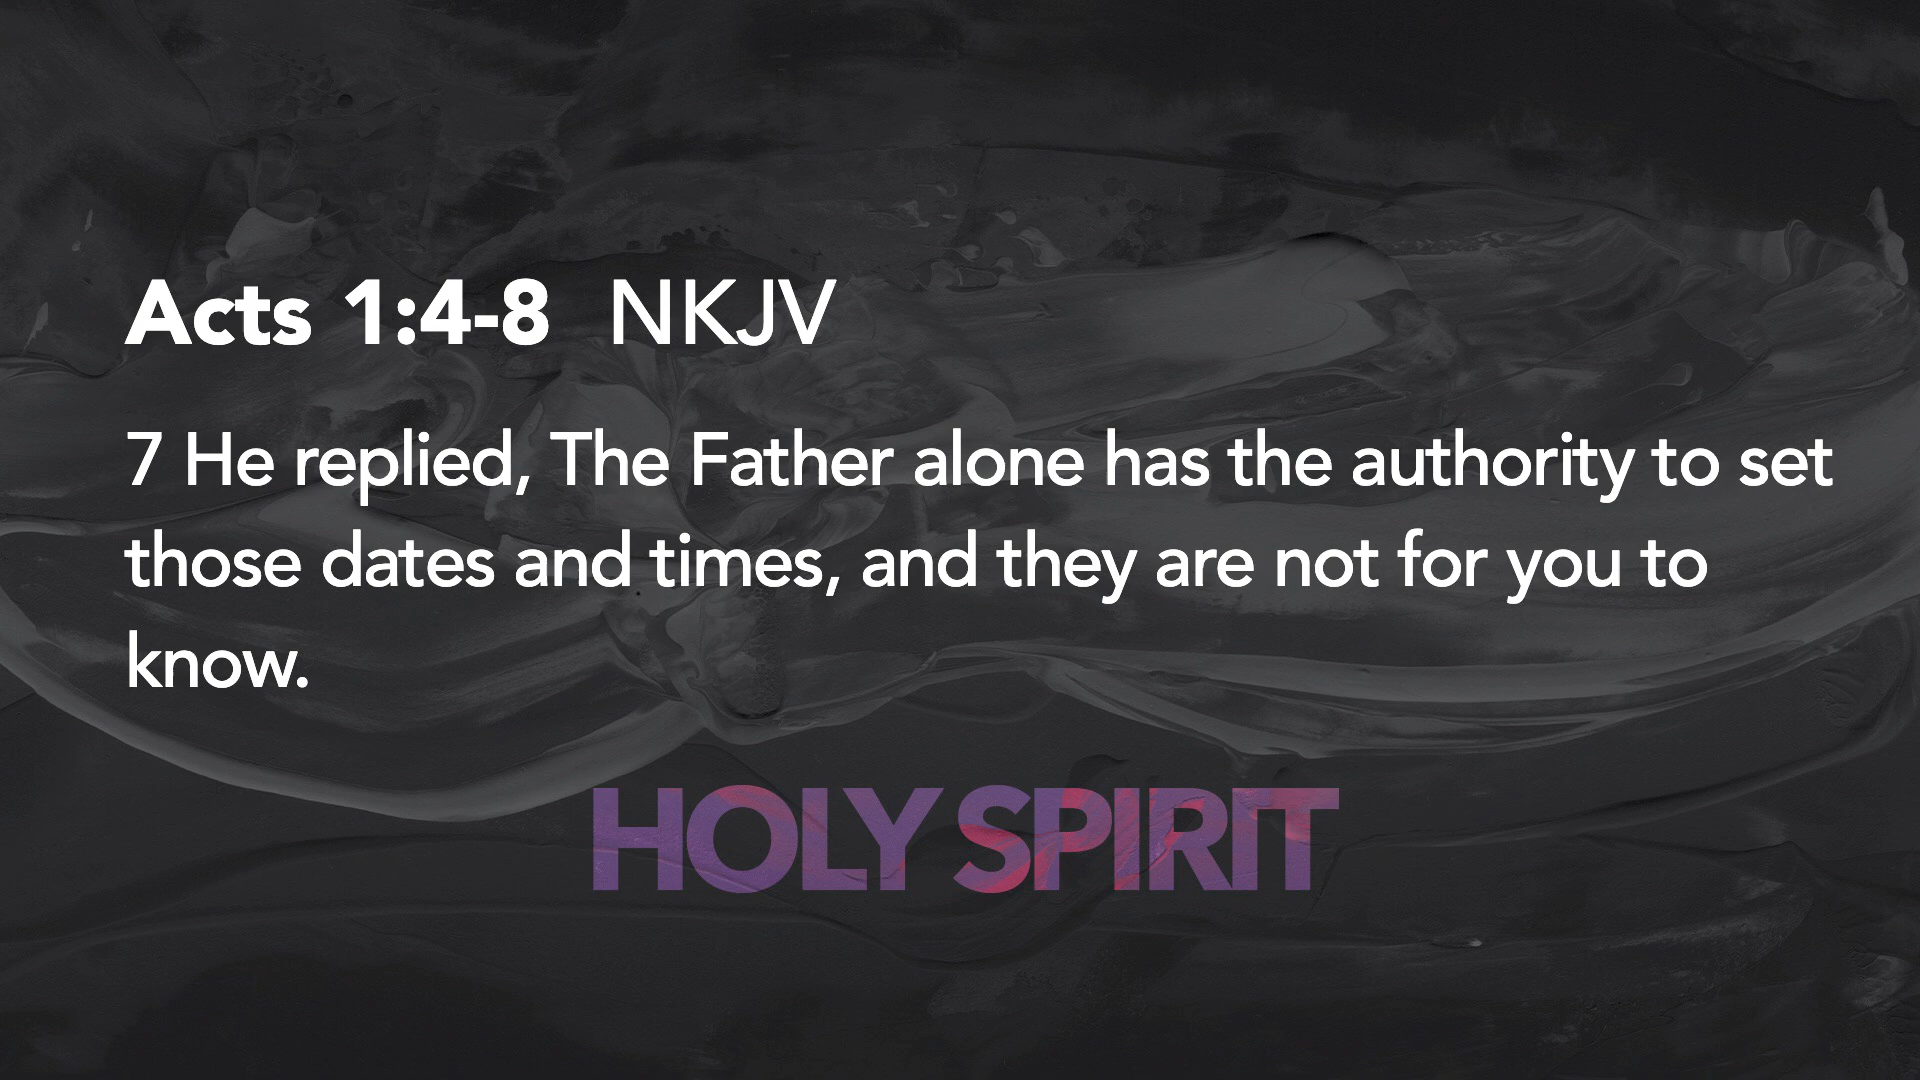 Acts 1:4-8 NKJV
7 He replied, The Father alone has the authority to set
those dates and times, and they are not for you to
know.
HOLY SPIRIT